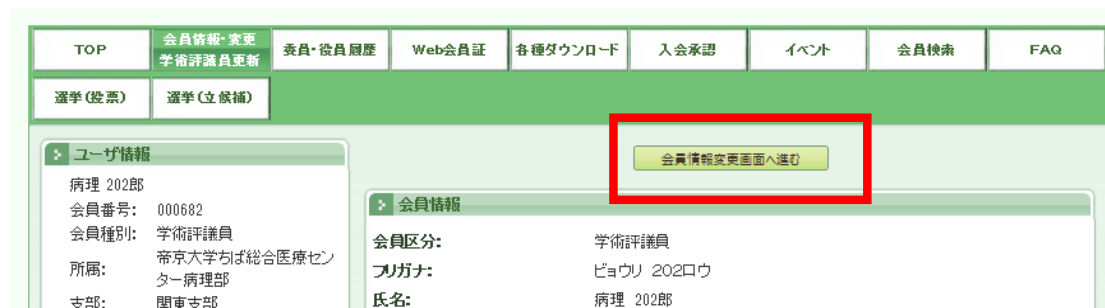 TOP
会員情報・変更
学術評議員更新
委員・役員履歴
Web会員証
各種ダウンロード
入会承認
イベント
会員検索
FAQ
選挙(投票)
選挙(立候補)
ユーザ情報
病理 202郎
会員番号: 000682
会員種別: 学術評議員
所属: 帝京大学ちば総合医療セン
ター病理部
支部: 関東支部
会員情報変更画面へ進む
会員情報
会員区分: 学術評議員
フリガナ: ビョウリ 202ロウ
氏名: 病理 202郎